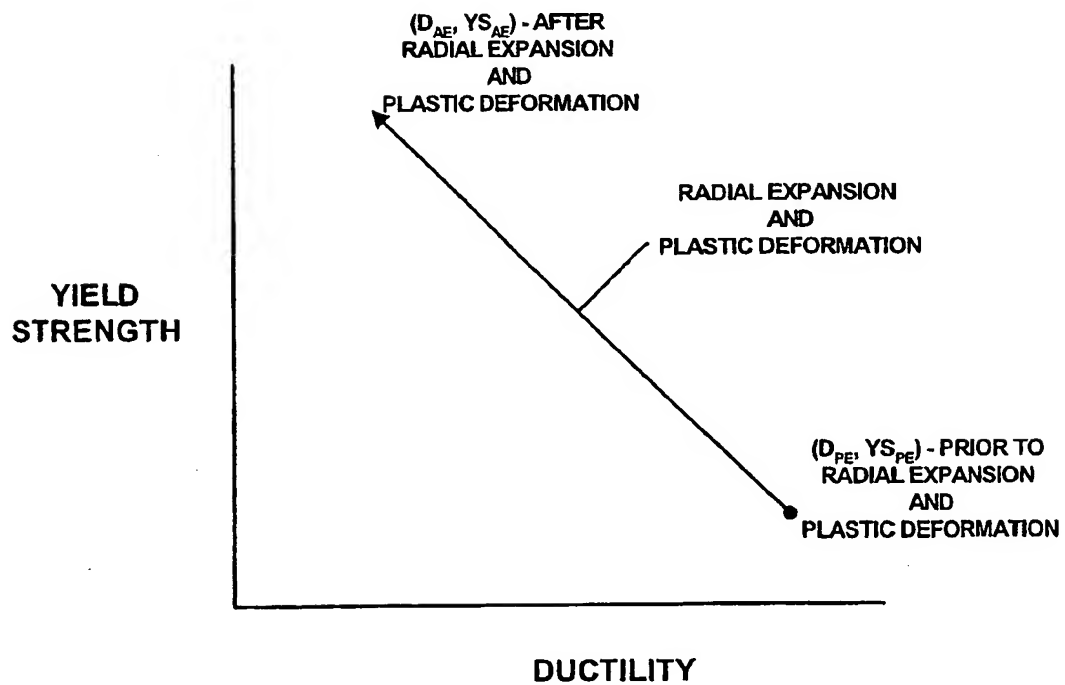 (D_AE, YS_AE) - AFTER
RADIAL EXPANSION
AND
PLASTIC DEFORMATION
RADIAL EXPANSION
AND
PLASTIC DEFORMATION
YIELD
STRENGTH
(D_PE, YS_PE) - PRIOR TO
RADIAL EXPANSION
AND
PLASTIC DEFORMATION
DUCTILITY